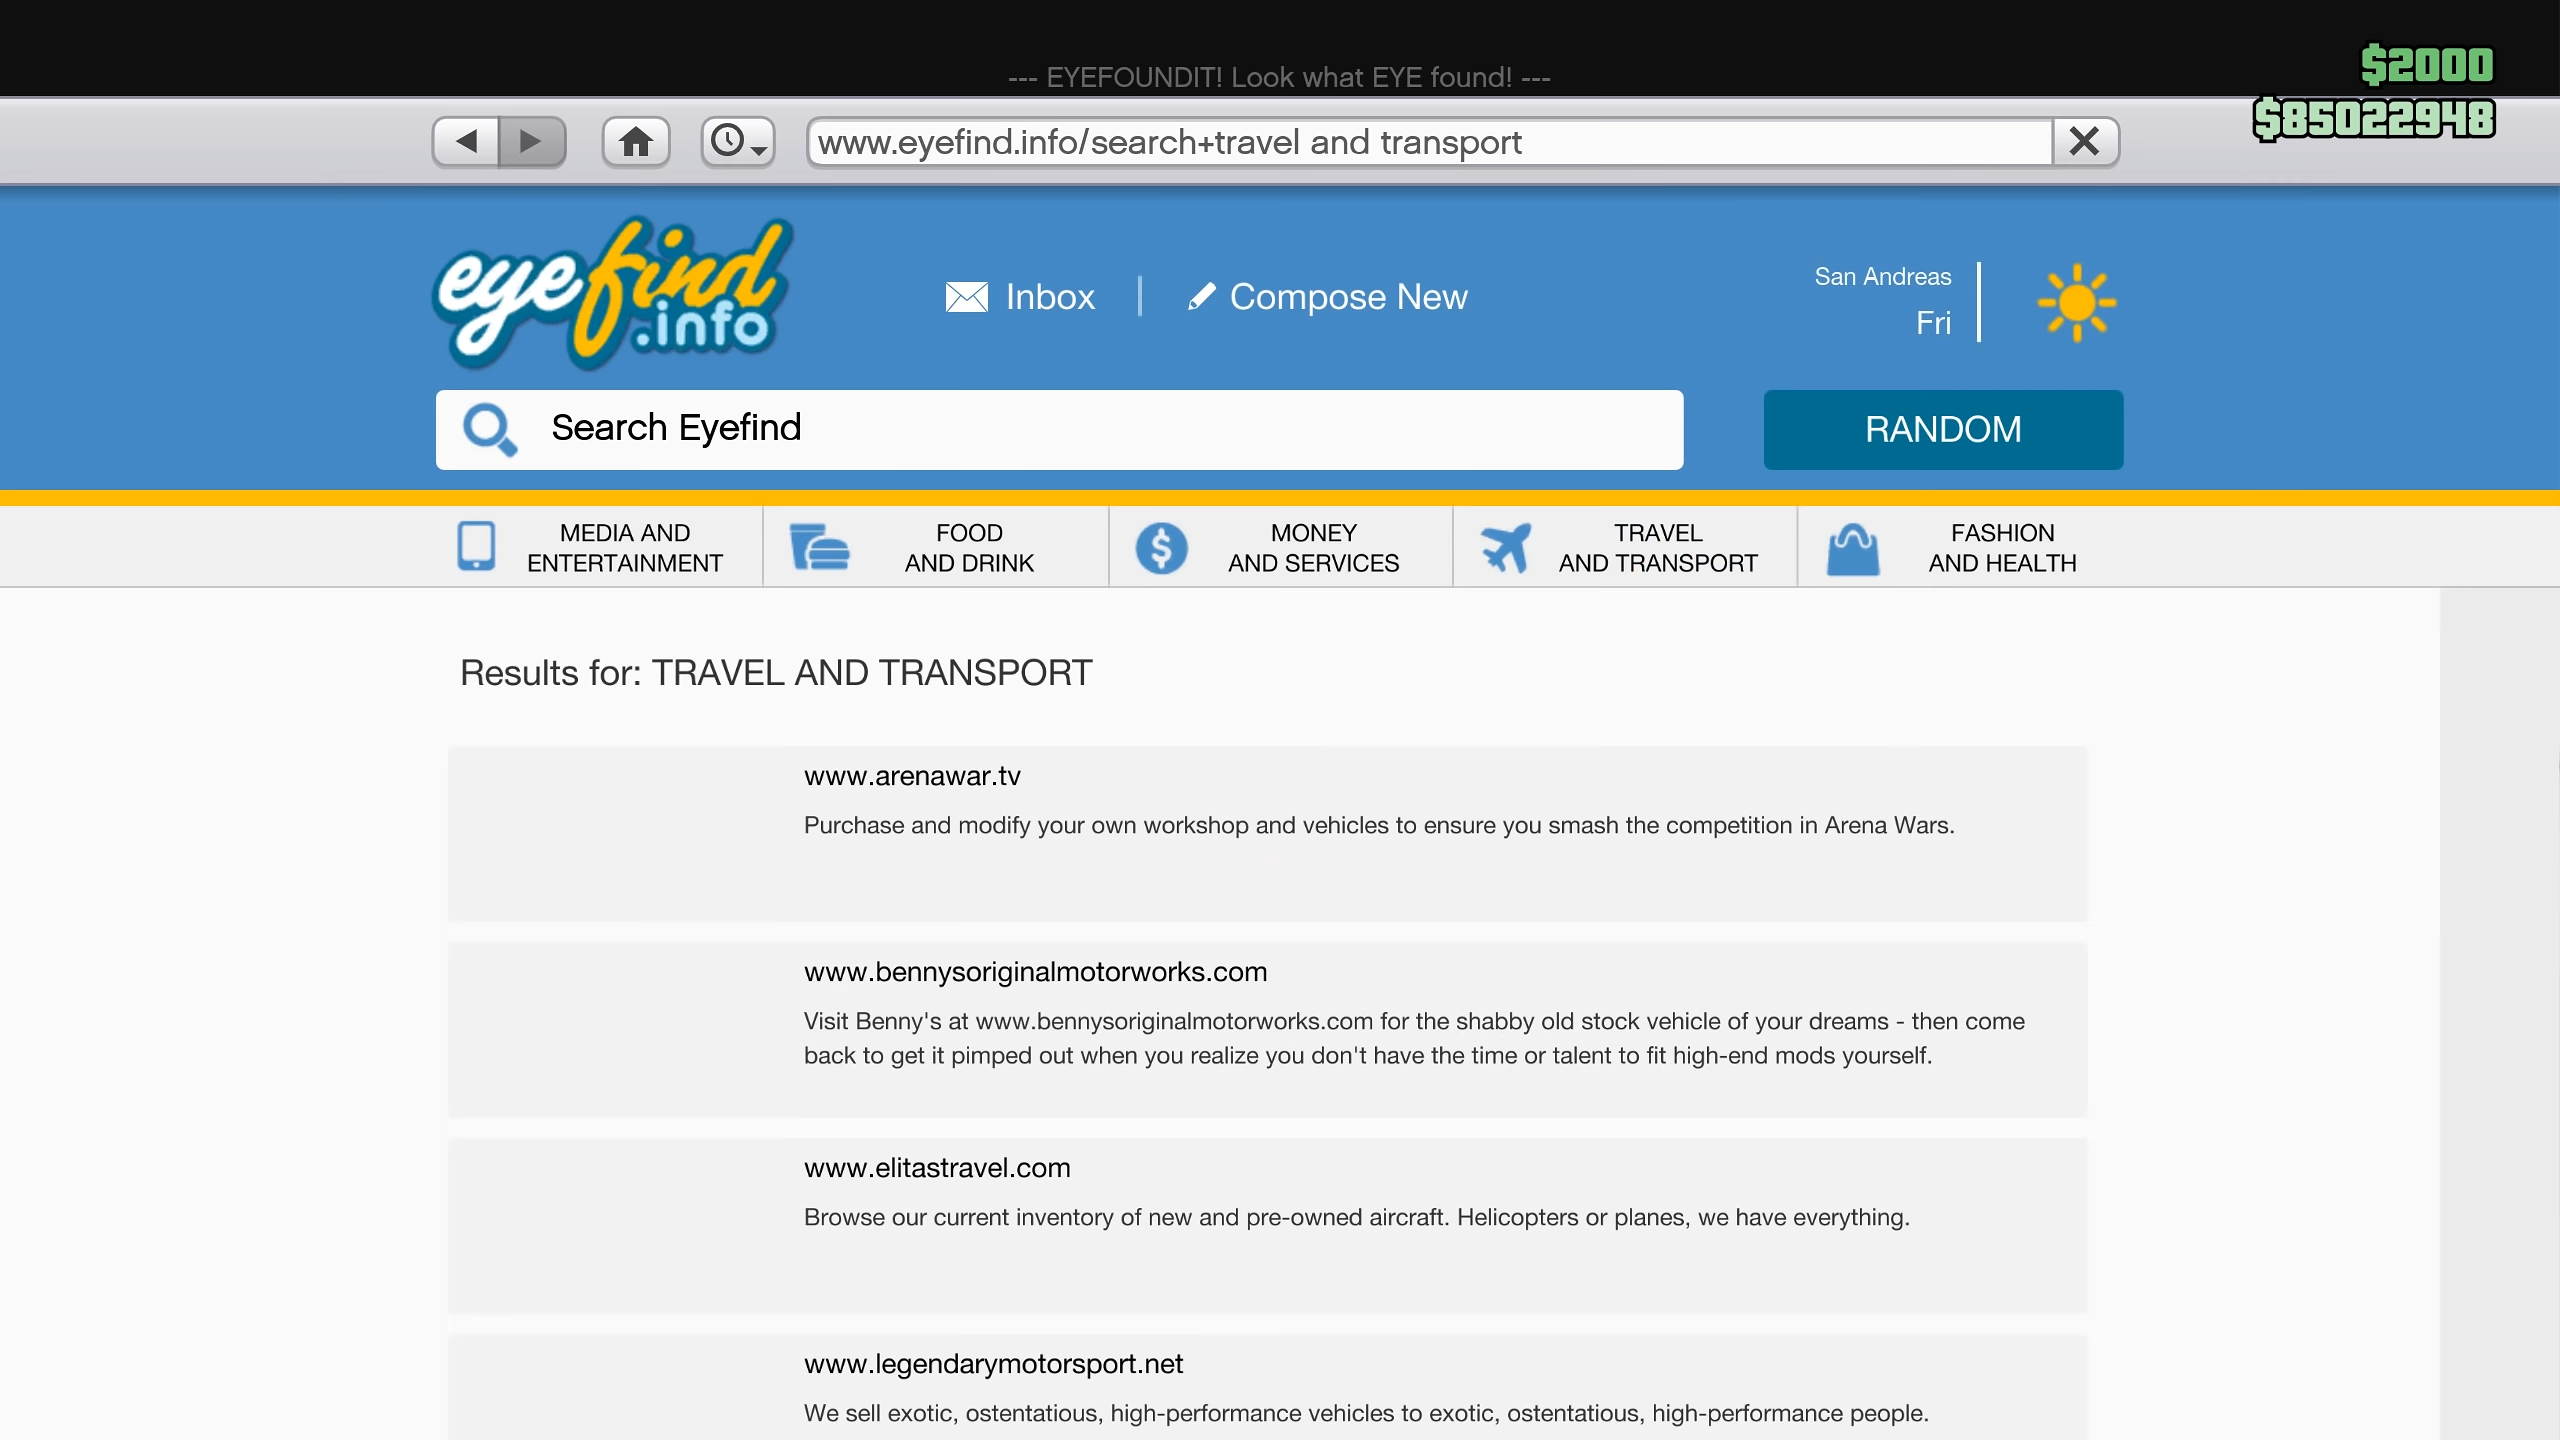 --- EYEFOUNDIT! Look what EYE found! ---
$2000
$85022948
www.eyefind.info/search+travel and transport
eyefind
.info
Inbox
Compose New
San Andreas
Fri
Search Eyefind
RANDOM
MEDIA AND
ENTERTAINMENT
FOOD
AND DRINK
MONEY
AND SERVICES
TRAVEL
AND TRANSPORT
FASHION
AND HEALTH
Results for: TRAVEL AND TRANSPORT
www.arenawar.tv
Purchase and modify your own workshop and vehicles to ensure you smash the competition in Arena Wars.
www.bennysoriginalmotorworks.com
Visit Benny's at www.bennysoriginalmotorworks.com for the shabby old stock vehicle of your dreams - then come
back to get it pimped out when you realize you don't have the time or talent to fit high-end mods yourself.
www.elitastravel.com
Browse our current inventory of new and pre-owned aircraft. Helicopters or planes, we have everything.
www.legendarymotorsport.net
We sell exotic, ostentatious, high-performance vehicles to exotic, ostentatious, high-performance people.